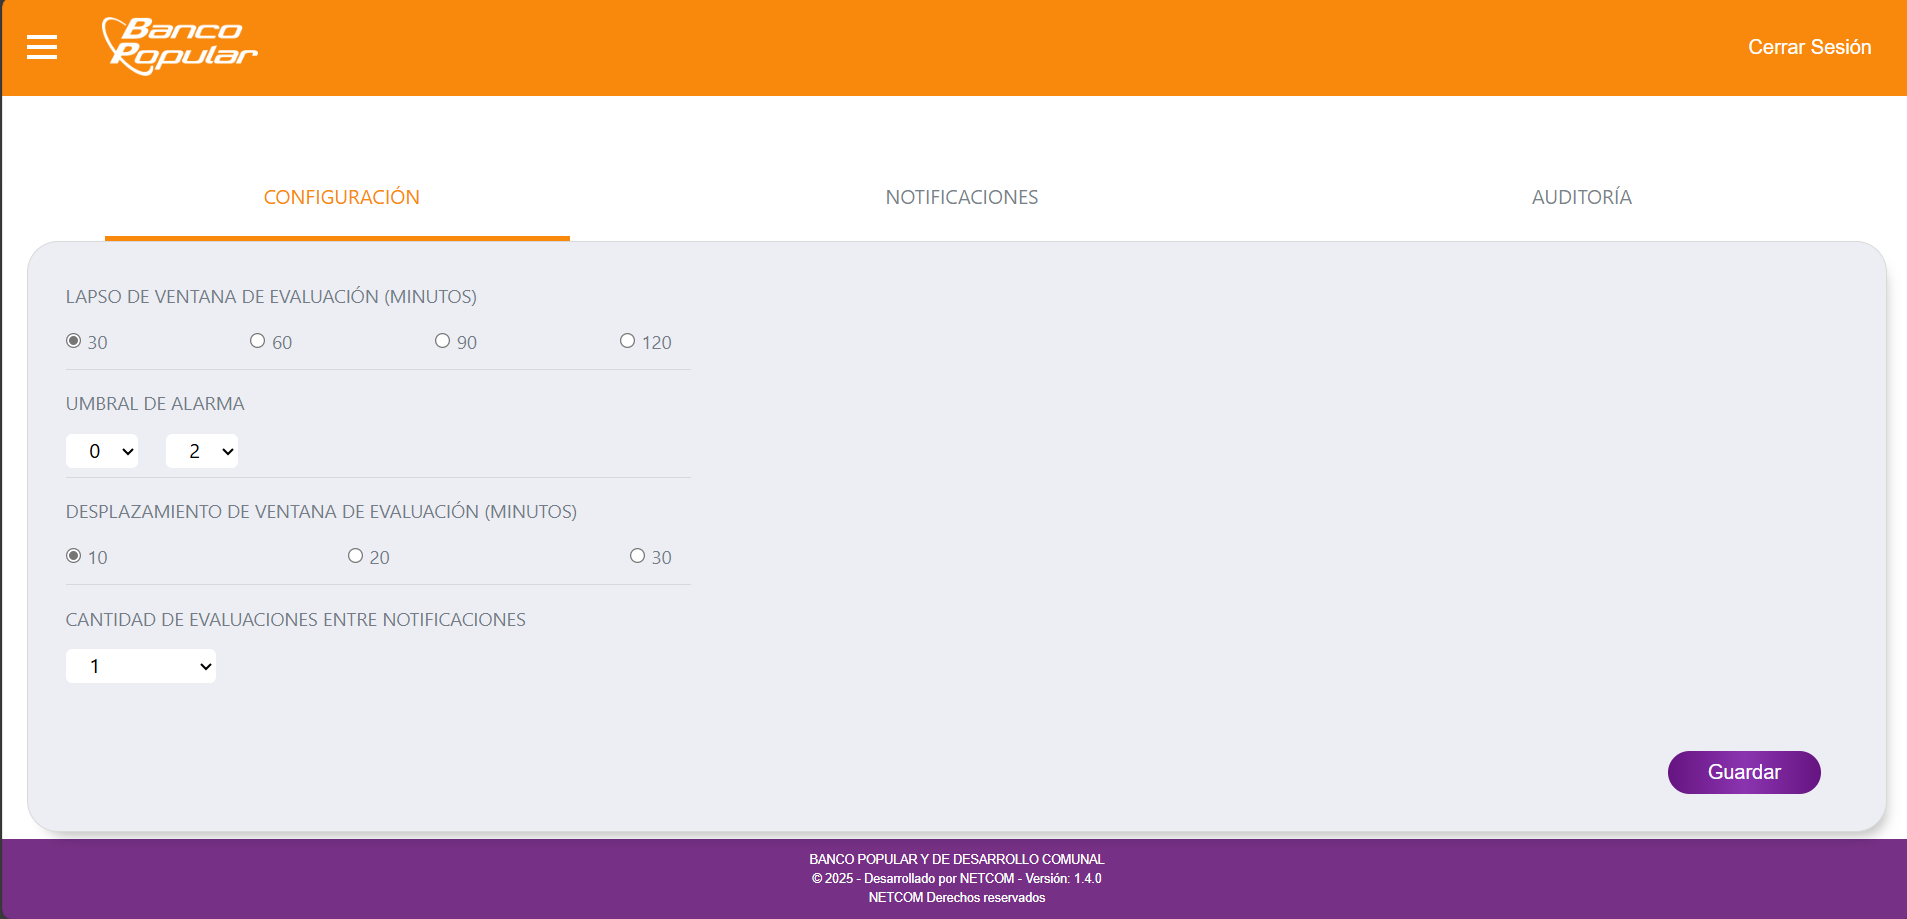 Banco
Popular
Cerrar Sesión
CONFIGURACIÓN
NOTIFICACIONES
AUDITORÍA
LAPSO DE VENTANA DE EVALUACIÓN (MINUTOS)
30 60 90 120
UMBRAL DE ALARMA
0 2
DESPLAZAMIENTO DE VENTANA DE EVALUACIÓN (MINUTOS)
10 20 30
CANTIDAD DE EVALUACIONES ENTRE NOTIFICACIONES
1
Guardar
BANCO POPULAR Y DE DESARROLLO COMUNAL
© 2025 - Desarrollado por NETCOM - Versión: 1.4.0
NETCOM Derechos reservados